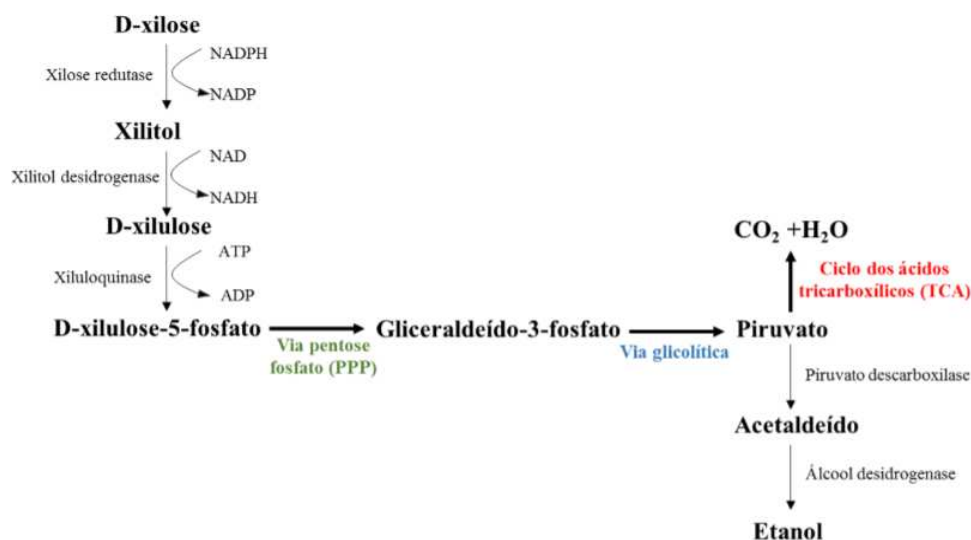 D-xilose
NADPH
Xilose redutase
NADP
Xilitol
NAD
Xilitol desidrogenase
NADH
D-xilulose
ATP
Xiluloquinase
ADP
D-xilulose-5-fosfato
Via pentose
fosfato (PPP)
Gliceraldeído-3-fosfato
Via glicolítica
Piruvato
CO₂ +H₂O
Ciclo dos ácidos
tricarboxílicos (TCA)
Piruvato descarboxilase
Acetaldeído
Álcool desidrogenase
Etanol